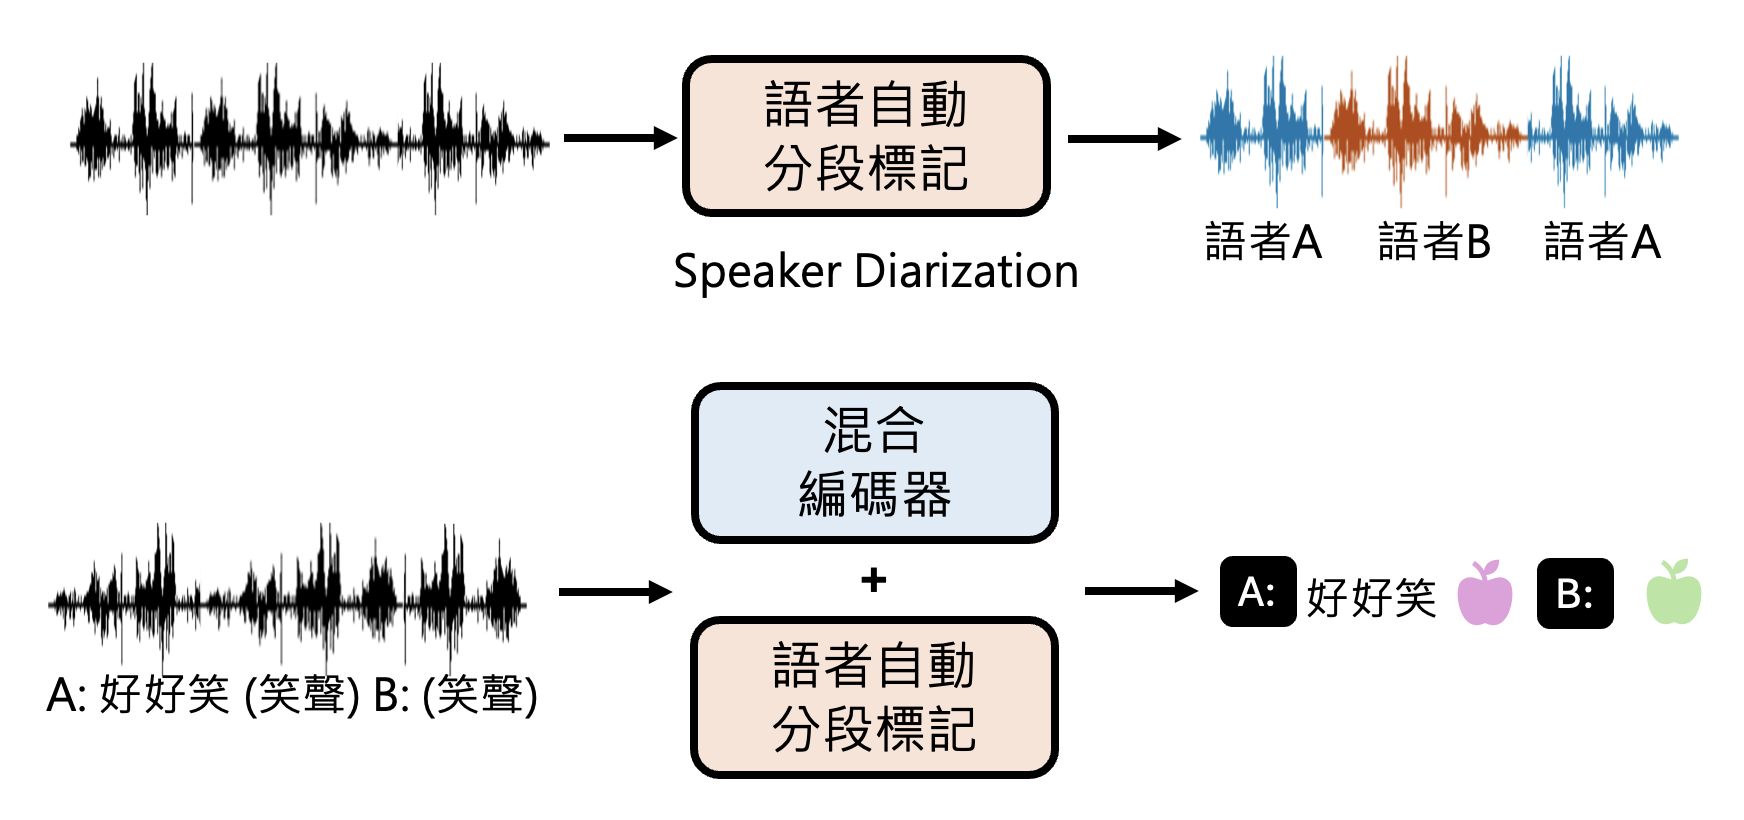 語者自動
分段標記
Speaker Diarization
語者A
語者B
語者A
混合
編碼器
+
語者自動
分段標記
A: 好好笑 (笑聲) B: (笑聲)
A: 好好笑 B: